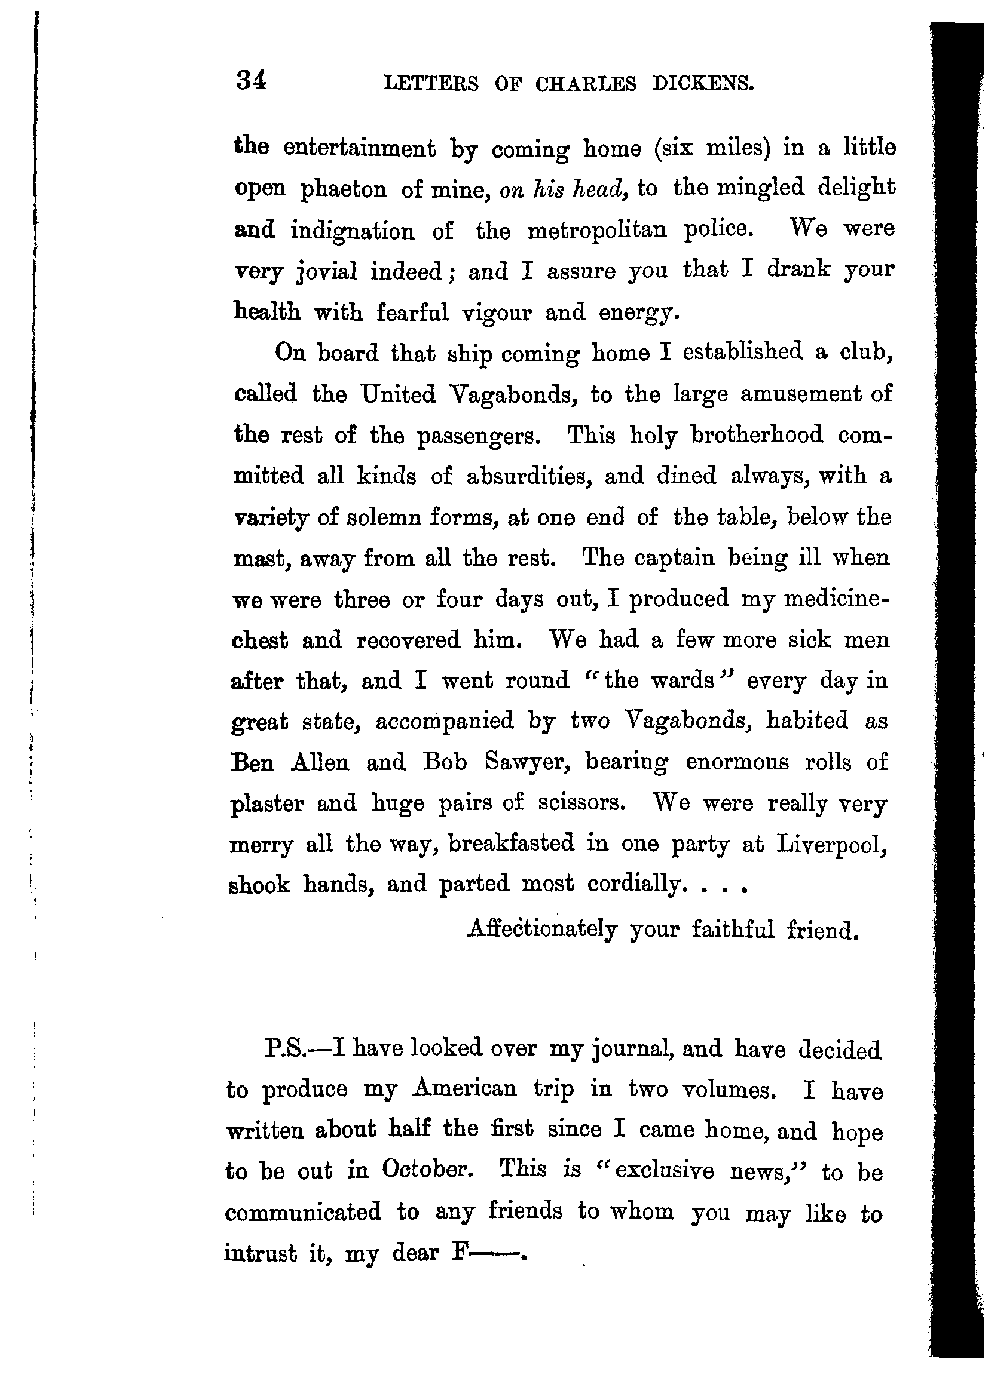 34 LETTERS OF CHARLES DICKENS.
the entertainment by coming home (six miles) in a little
open phaeton of mine, on his head, to the mingled delight
and indignation of the metropolitan police. We were
very jovial indeed; and I assure you that I drank your
health with fearful vigour and energy.
On board that ship coming home I established a club,
called the United Vagabonds, to the large amusement of
the rest of the passengers. This holy brotherhood com-
mitted all kinds of absurdities, and dined always, with a
variety of solemn forms, at one end of the table, below the
mast, away from all the rest. The captain being ill when
we were three or four days out, I produced my medicine-
chest and recovered him. We had a few more sick men
after that, and I went round "the wards" every day in
great state, accompanied by two Vagabonds, habited as
Ben Allen and Bob Sawyer, bearing enormous rolls of
plaster and huge pairs of scissors. We were really very
merry all the way, breakfasted in one party at Liverpool,
shook hands, and parted most cordially. . . .
Affectionately your faithful friend.
P.S.—I have looked over my journal, and have decided
to produce my American trip in two volumes. I have
written about half the first since I came home, and hope
to be out in October. This is "exclusive news," to be
communicated to any friends to whom you may like to
intrust it, my dear F——.